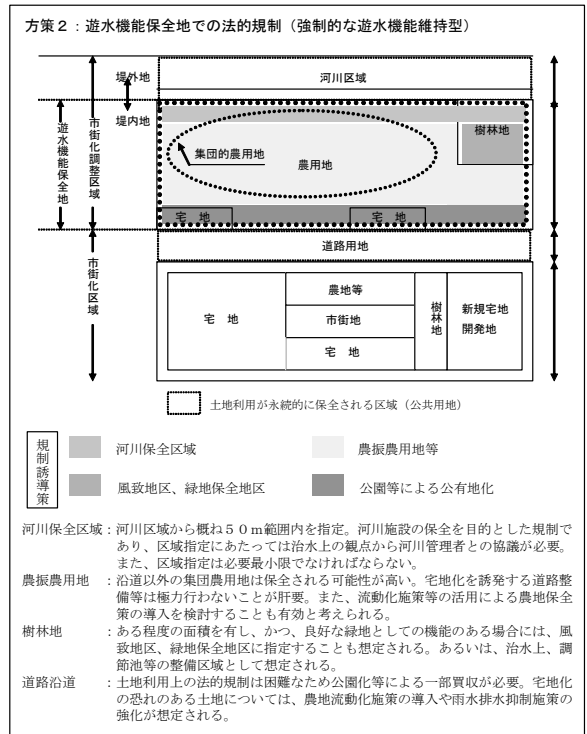 方策２：遊水機能保全地での法的規制（強制的な遊水機能維持型）
堤外地
河川区域
堤内地
遊水機能保全地
市街化調整区域
樹林地
集団的農用地
農用地
宅　地
宅　地
道路用地
市街化区域
宅　地
農地等
市街地
宅　地
樹林地
新規宅地
開発地
土地利用が永続的に保全される区域（公共用地）
規制誘導策
河川保全区域
農振農用地等
風致地区、緑地保全地区
公園等による公有地化
河川保全区域：河川区域から概ね５０ｍ範囲内を指定。河川施設の保全を目的とした規制で
あり、区域指定にあたっては治水上の観点から河川管理者との協議が必要。
また、区域指定は必要最小限でなければならない。
農振農用地　：沿道以外の集団農用地は保全される可能性が高い。宅地化を誘発する道路整
備等は極力行わないことが肝要。また、流動化施策等の活用による農地保全
策の導入を検討することも有効と考えられる。
樹林地　　　：ある程度の面積を有し、かつ、良好な緑地としての機能のある場合には、風
致地区、緑地保全地区に指定することも想定される。あるいは、治水上、調
節池等の整備区域として想定される。
道路沿道　　：土地利用上の法的規制は困難なため公園化等による一部買収が必要。宅地化
の恐れのある土地については、農地流動化施策の導入や雨水排水抑制施策の
強化が想定される。